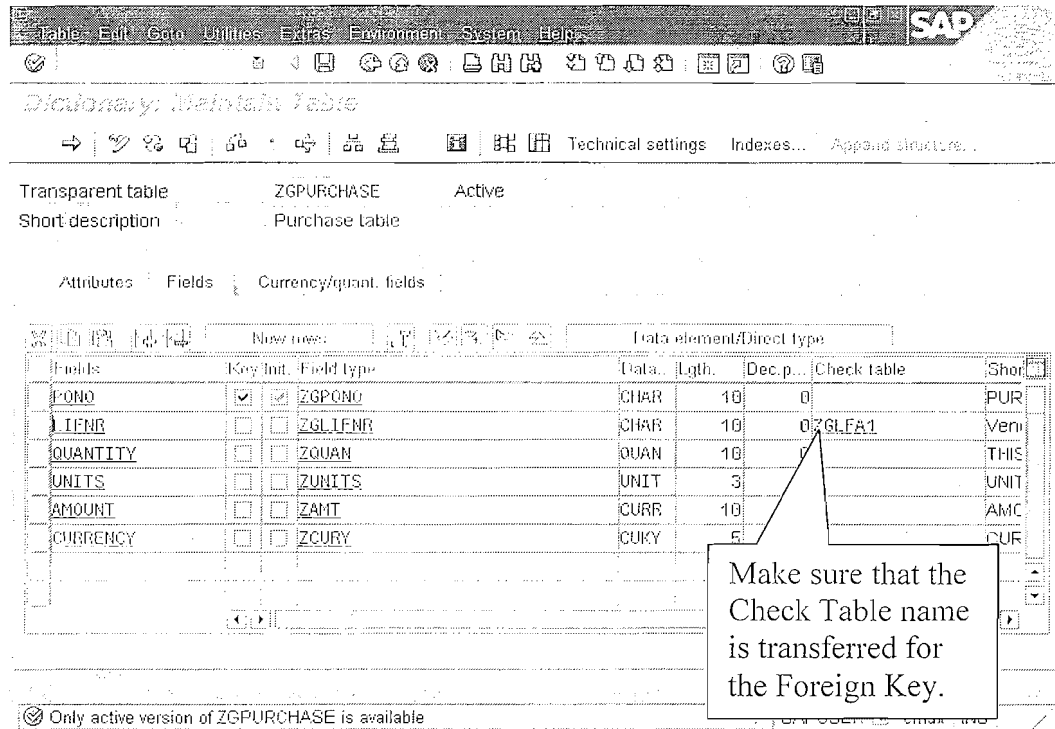 Table Edit Goto Utilities Extras Environment System Help
SAP
Dictionary: Maintain Table
Technical settings Indexes... Append structure...
Transparent table ZGPURCHASE Active
Short description Purchase table
Attributes Fields Currency/quant. fields
New rows Data element/Direct type
Fields Key Init. Field type Data.. Lgth. Dec.p... Check table Shor
PONO ZGPONO CHAR 10 0 PUR
LIFNR ZGLIFNR CHAR 10 0 ZGLFA1 Ven
QUANTITY ZQUAN QUAN 10 0 THIS
UNITS ZUNITS UNIT 3 UNIT
AMOUNT ZAMT CURR 10 AMO
CURRENCY ZCURY CUKY 5 CUR
Make sure that the
Check Table name
is transferred for
the Foreign Key.
Only active version of ZGPURCHASE is available